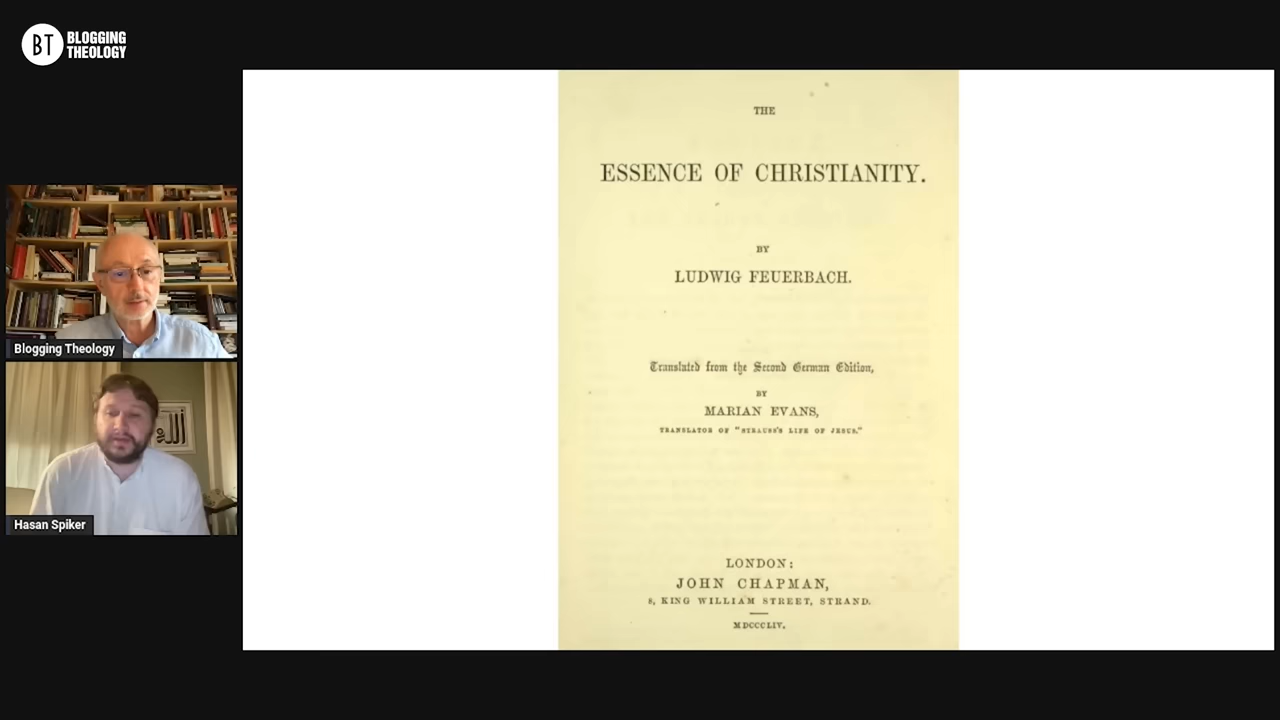 BT BLOGGING
THEOLOGY
Blogging Theology
Hasan Spiker
الله
THE
ESSENCE OF CHRISTIANITY.
BY
LUDWIG FEUERBACH.
Translated from the Second German Edition,
BY
MARIAN EVANS,
TRANSLATOR OF "STRAUSS'S LIFE OF JESUS."
LONDON:
JOHN CHAPMAN,
8, KING WILLIAM STREET, STRAND.
MDCCCLIV.